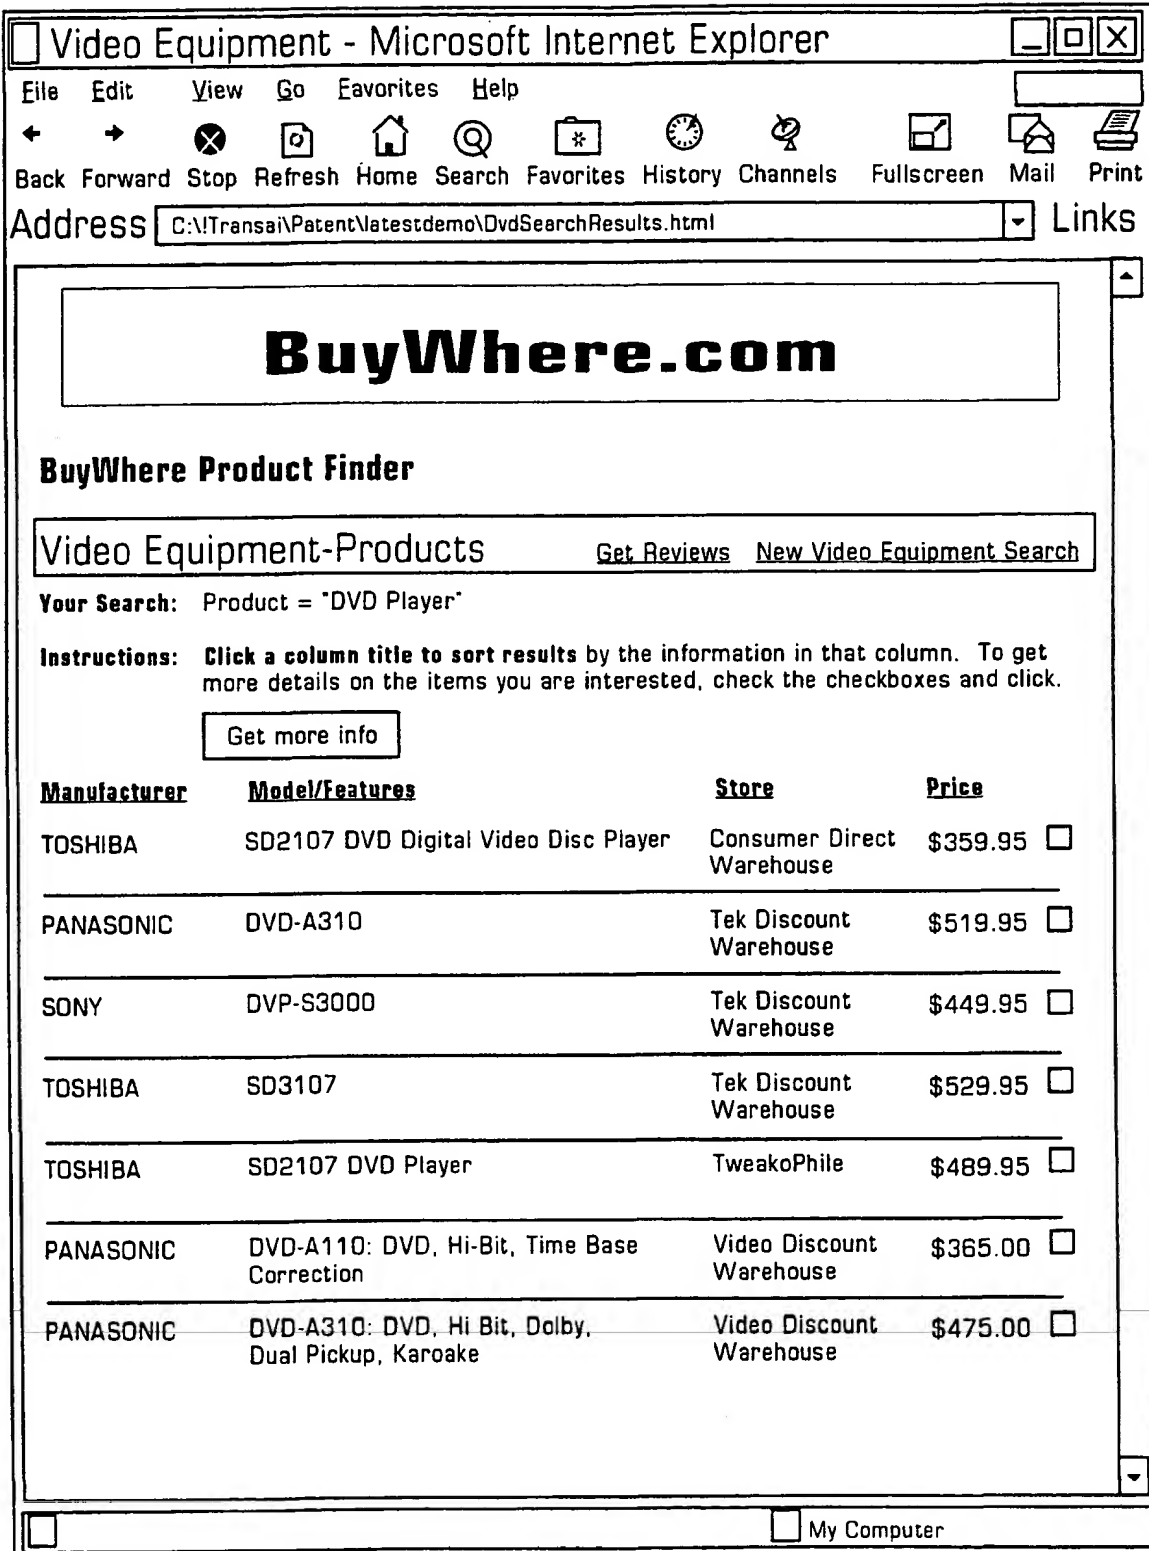 Video Equipment - Microsoft Internet Explorer
Eile Edit View Go Eavorites Help
Back Forward Stop Refresh Home Search Favorites History Channels Fullscreen Mail Print
Address C:\!Transai\Patent\latestdemo\DvdSearchResults.html Links
BuyWhere.com
BuyWhere Product Finder
Video Equipment-Products Get Reviews New Video Equipment Search
Your Search: Product = "DVD Player"
Instructions: Click a column title to sort results by the information in that column. To get
more details on the items you are interested, check the checkboxes and click.
Get more info
Manufacturer Model/Features Store Price
TOSHIBA SD2107 DVD Digital Video Disc Player Consumer Direct $359.95
Warehouse
PANASONIC DVD-A310 Tek Discount $519.95
Warehouse
SONY DVP-S3000 Tek Discount $449.95
Warehouse
TOSHIBA SD3107 Tek Discount $529.95
Warehouse
TOSHIBA SD2107 DVD Player TweakoPhile $489.95
PANASONIC DVD-A110: DVD, Hi-Bit, Time Base Video Discount $365.00
Correction Warehouse
PANASONIC DVD-A310: DVD, Hi Bit, Dolby, Video Discount $475.00
Dual Pickup, Karoake Warehouse
My Computer